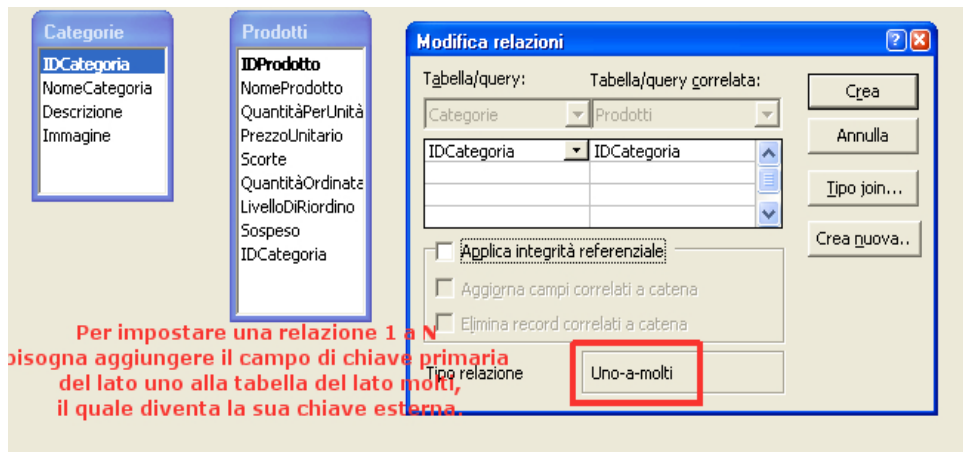 Categorie
IDCategoria
NomeCategoria
Descrizione
Immagine
Prodotti
IDProdotto
NomeProdotto
QuantitàPerUnità
PrezzoUnitario
Scorte
QuantitàOrdinata
LivelloDiRiordino
Sospeso
IDCategoria
Modifica relazioni
Tabella/query: Tabella/query correlata:
Categorie Prodotti
IDCategoria IDCategoria
Applica integrità referenziale
Aggiorna campi correlati a catena
Elimina record correlati a catena
Tipo relazione Uno-a-molti
Crea
Annulla
Tipo join...
Crea nuova..
Per impostare una relazione 1 a N
bisogna aggiungere il campo di chiave primaria
del lato uno alla tabella del lato molti,
il quale diventa la sua chiave esterna.